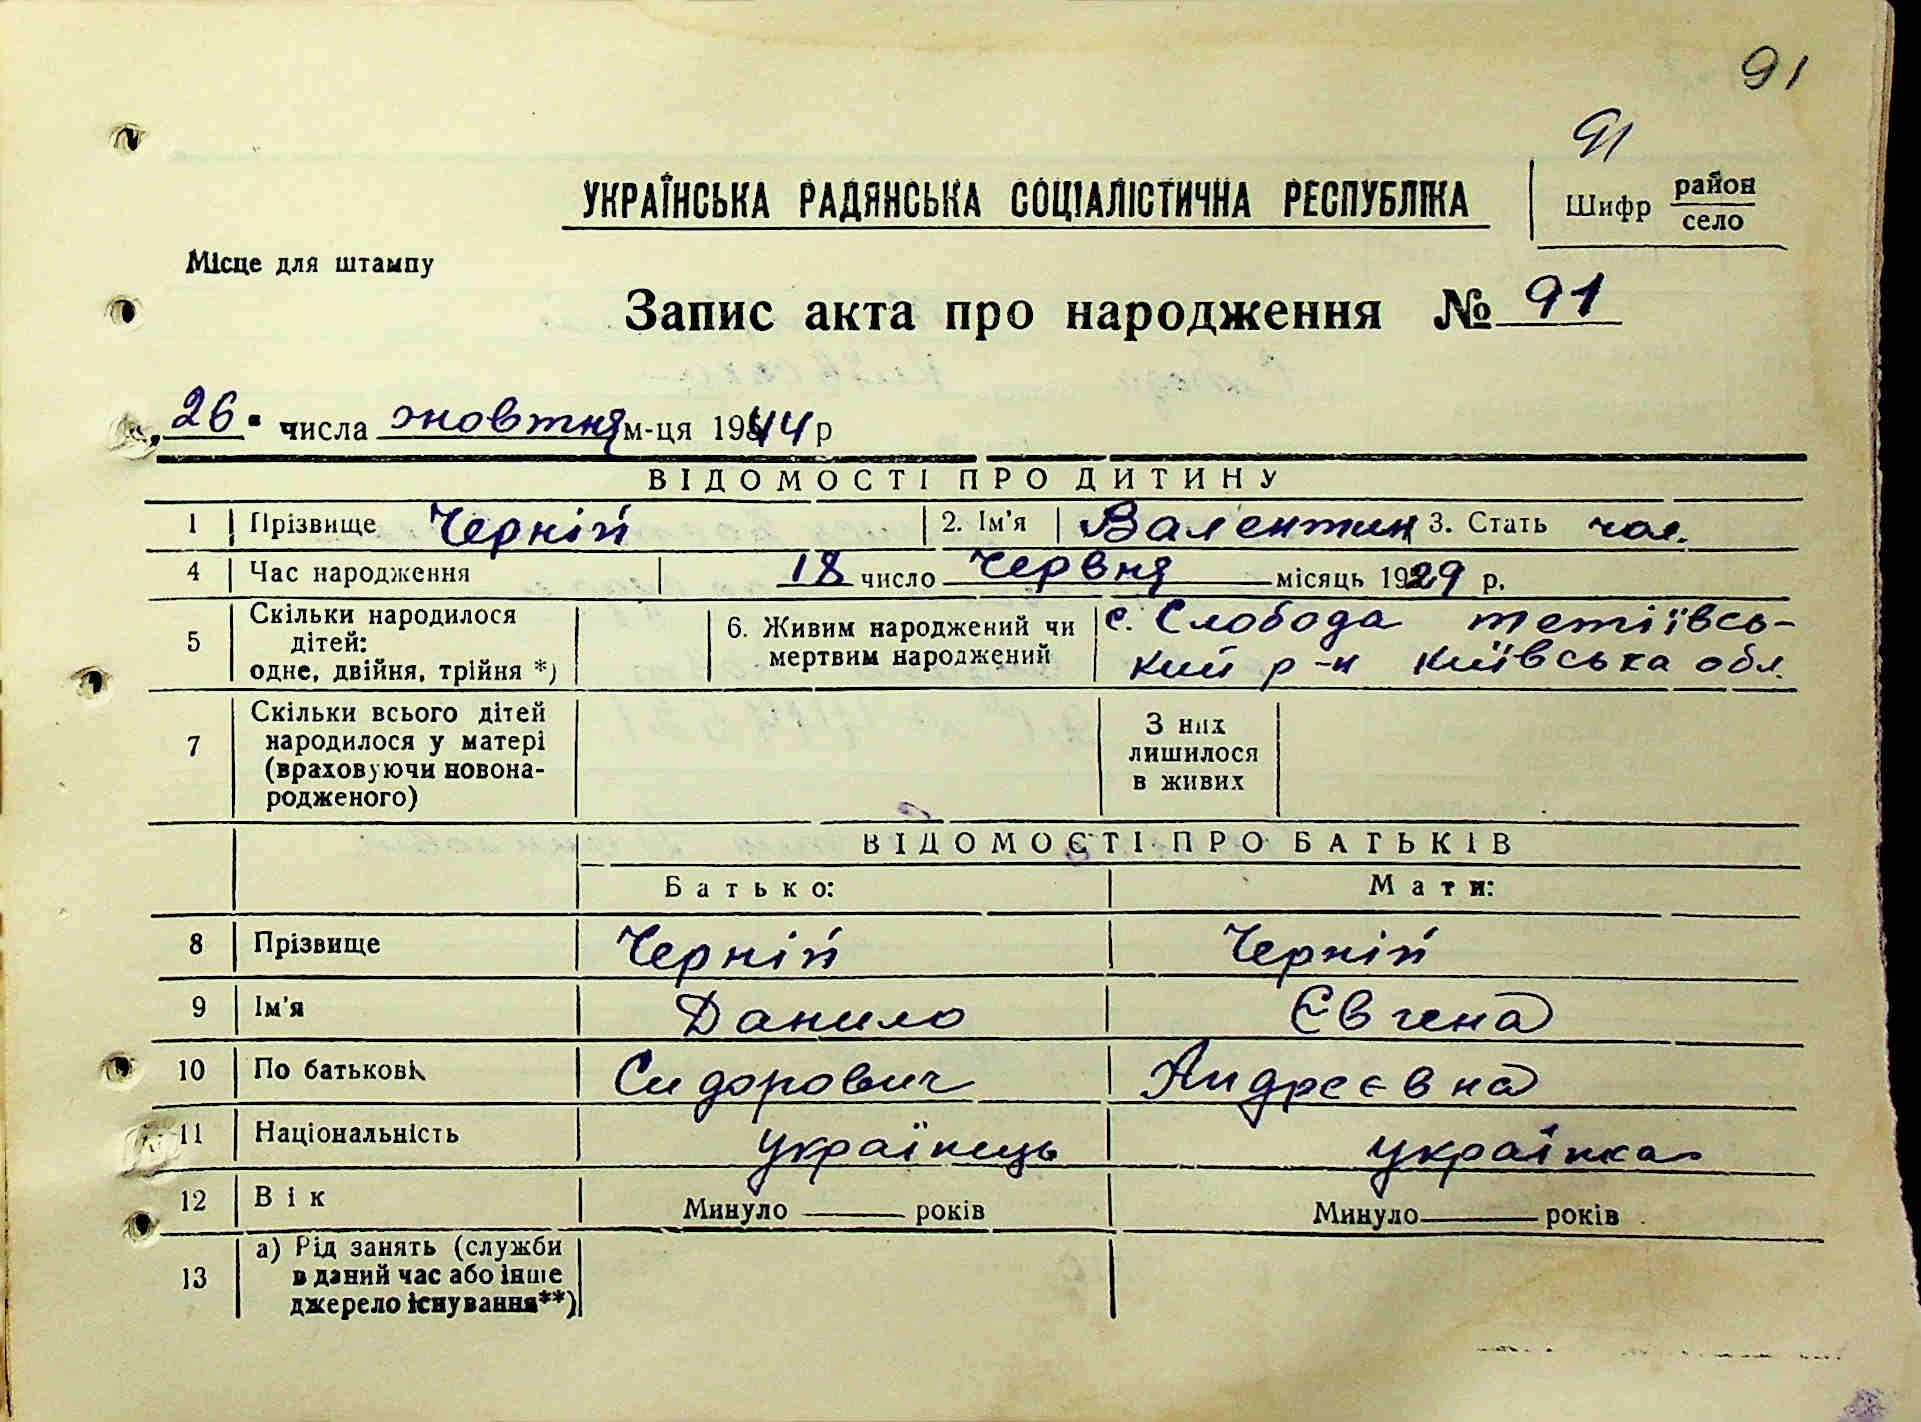 91
91
УКРАЇНСЬКА РАДЯНСЬКА СОЦІАЛІСТИЧНА РЕСПУБЛІКА
Шифр район
село
Місце для штампу
Запис акта про народження № 91
„26" числа жовтня м-ця 1944 р
ВІДОМОСТІ ПРО ДИТИНУ
1 Прізвище Черній 2. Ім'я Валентин 3. Стать чол.
4 Час народження 18 число Червня місяць 1929 р.
5 Скільки народилося дітей: одне, двійня, трійня *) 6. Живим народжений чи мертвим народжений с. Слобода тетіївсь-
кий р-н Київська обл.
7 Скільки всього дітей народилося у матері (враховуючи новонародженого) З них лишилося в живих
ВІДОМОСТІ ПРО БАТЬКІВ
Батько: Мати:
8 Прізвище Черній Черній
9 Ім'я Данило Євгена
10 По батькові Сидорович Андреєвна
11 Національність українець українка
12 Вік Минуло ——— років Минуло ——— років
13 а) Рід занять (служби
в даний час або інше
джерело існування**)